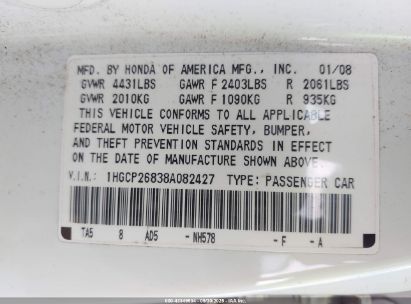 MFD. BY HONDA OF AMERICA MFG., INC. 01/08
GVWR 4431LBS GAWR F 2403LBS R 2061LBS
GVWR 2010KG GAWR F 1090KG R 935KG
THIS VEHICLE CONFORMS TO ALL APPLICABLE
FEDERAL MOTOR VEHICLE SAFETY, BUMPER,
AND THEFT PREVENTION STANDARDS IN EFFECT
ON THE DATE OF MANUFACTURE SHOWN ABOVE.
V.I.N.: 1HGCP26838A082427 TYPE: PASSENGER CAR
TA5 8 AD5 -NH578 -F -A